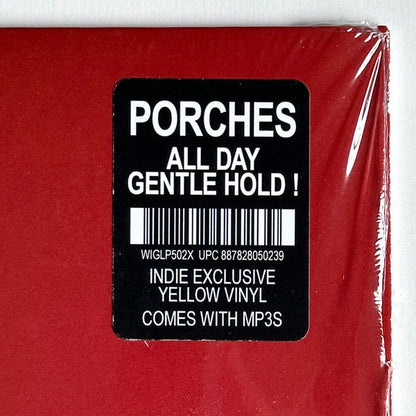 PORCHES
ALL DAY
GENTLE HOLD !
WIGLP502X UPC 887828050239
INDIE EXCLUSIVE
YELLOW VINYL
COMES WITH MP3S